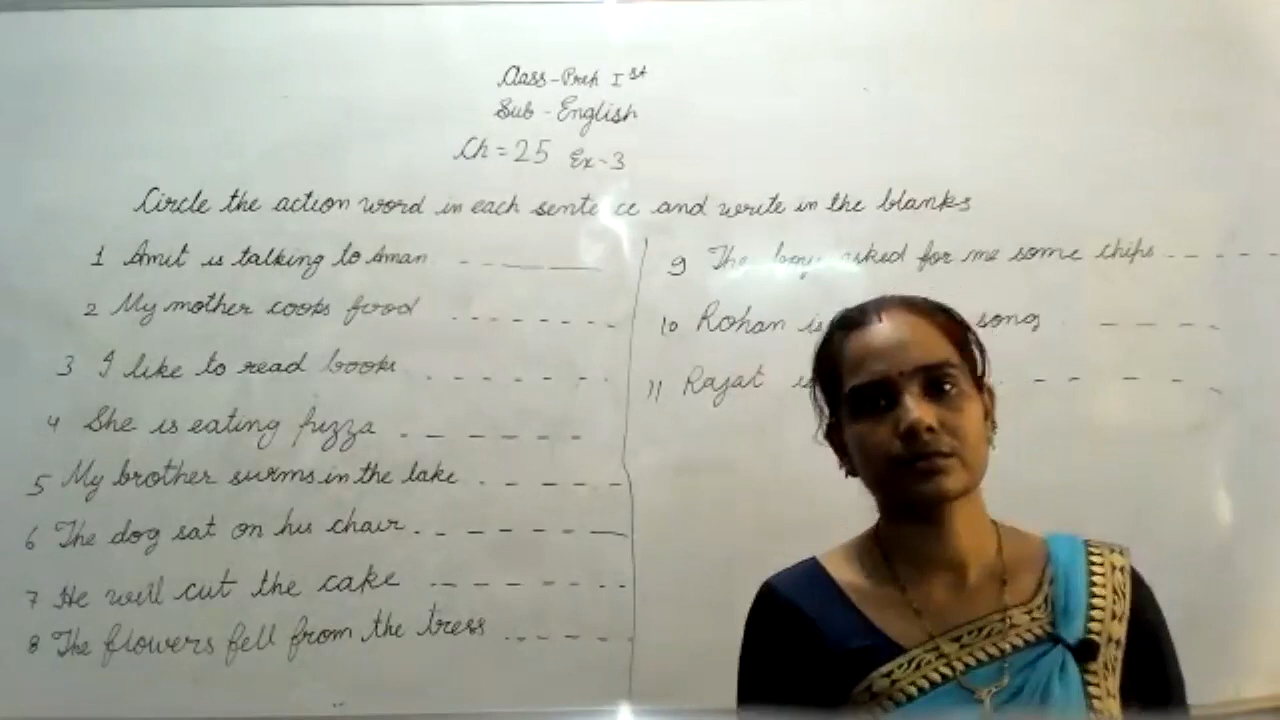 Class - Prep Ist
Sub - English
Ch = 25 Ex - 3
Circle the action word in each sente ce and write in the blanks
1 Amit is talking to Aman
2 My mother cooks food
3 I like to read books
4 She is eating pizza
5 My brother swims in the lake
6 The dog sat on his chair
7 He will cut the cake
8 The flowers fell from the tress
9 The boy asked for me some chips
10 Rohan is song
11 Rajat